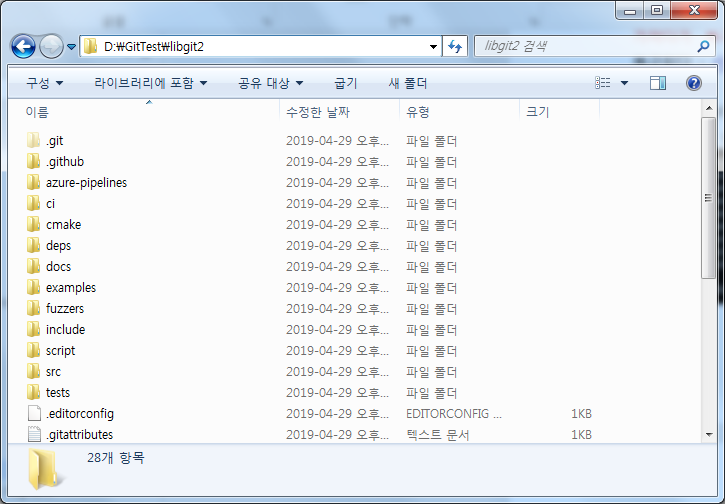 D:₩GitTest₩libgit2
libgit2 검색
구성 라이브러리에 포함 공유 대상 굽기 새 폴더
이름 수정한 날짜 유형 크기
.git 2019-04-29 오후... 파일 폴더
.github 2019-04-29 오후... 파일 폴더
azure-pipelines 2019-04-29 오후... 파일 폴더
ci 2019-04-29 오후... 파일 폴더
cmake 2019-04-29 오후... 파일 폴더
deps 2019-04-29 오후... 파일 폴더
docs 2019-04-29 오후... 파일 폴더
examples 2019-04-29 오후... 파일 폴더
fuzzers 2019-04-29 오후... 파일 폴더
include 2019-04-29 오후... 파일 폴더
script 2019-04-29 오후... 파일 폴더
src 2019-04-29 오후... 파일 폴더
tests 2019-04-29 오후... 파일 폴더
.editorconfig 2019-04-29 오후... EDITORCONFIG ... 1KB
.gitattributes 2019-04-29 오후... 텍스트 문서 1KB
28개 항목